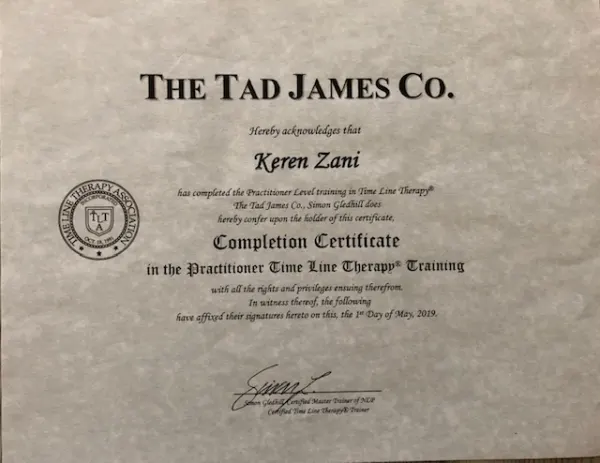 THE TAD JAMES CO.
Hereby acknowledges that
Keren Zani
has completed the Practitioner Level training in Time Line Therapy®
The Tad James Co., Simon Gledhill does
hereby confer upon the holder of this certificate,
Completion Certificate
in the Practitioner Time Line Therapy® Training
with all the rights and privileges ensuing therefrom.
In witness thereof, the following
have affixed their signatures hereto on this, the 1st Day of May, 2019.
TIME LINE THERAPY ASSOCIATION
INCORPORATED
TLT
A
Simon Gledhill, Certified Master Trainer of NLP
Certified Time Line Therapy® Trainer